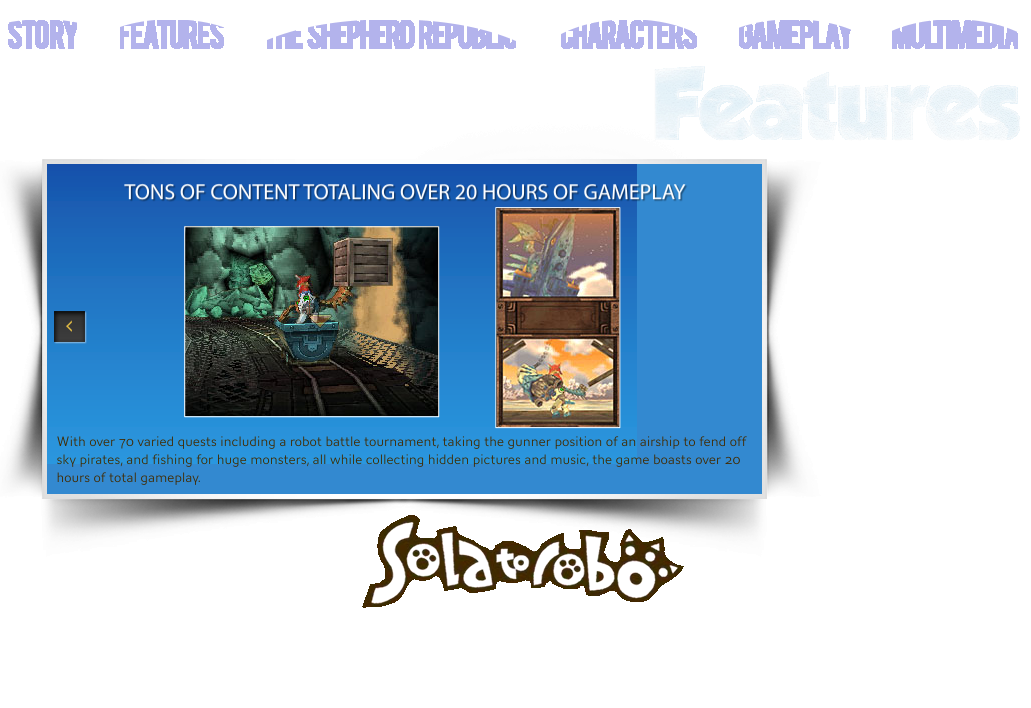 STORY FEATURES THE SHEPHERD REPUBLIC CHARACTERS GAMEPLAY MULTIMEDIA
Features
TONS OF CONTENT TOTALING OVER 20 HOURS OF GAMEPLAY
With over 70 varied quests including a robot battle tournament, taking the gunner position of an airship to fend off
sky pirates, and fishing for huge monsters, all while collecting hidden pictures and music, the game boasts over 20
hours of total gameplay.
Solatorobo